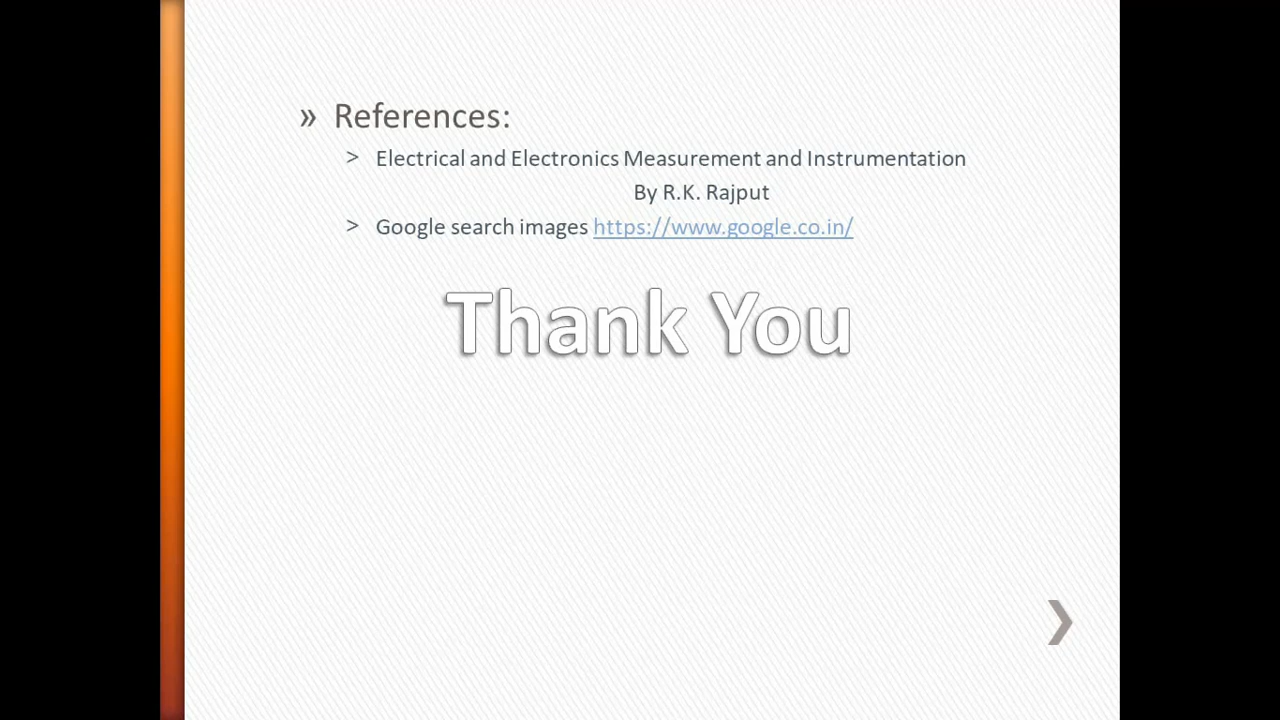 » References:
> Electrical and Electronics Measurement and Instrumentation
By R.K. Rajput
> Google search images https://www.google.co.in/
Thank You